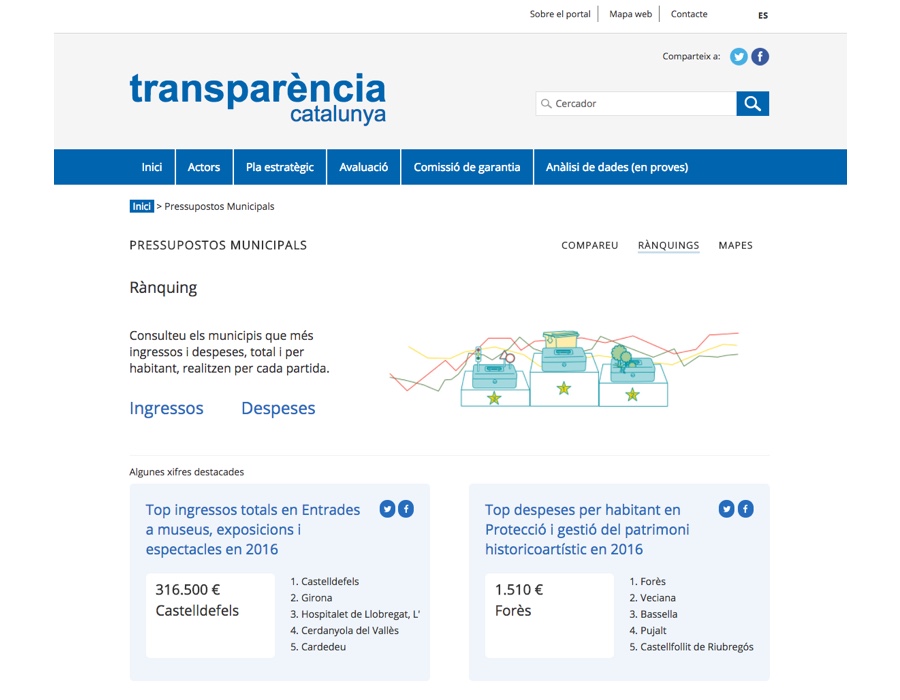 Sobre el portal
Mapa web
Contacte
ES
Comparteix a:
transparència
catalunya
Cercador
Inici
Actors
Pla estratègic
Avaluació
Comissió de garantia
Anàlisi de dades (en proves)
Inici > Pressupostos Municipals
PRESSUPOSTOS MUNICIPALS
COMPAREU
RÀNQUINGS
MAPES
Rànquing
Consulteu els municipis que més
ingressos i despeses, total i per
habitant, realitzen per cada partida.
Ingressos
Despeses
Algunes xifres destacades
Top ingressos totals en Entrades
a museus, exposicions i
espectacles en 2016
316.500 €
Castelldefels
1. Castelldefels
2. Girona
3. Hospitalet de Llobregat, L'
4. Cerdanyola del Vallès
5. Cardedeu
Top despeses per habitant en
Protecció i gestió del patrimoni
historicoartístic en 2016
1.510 €
Forès
1. Forès
2. Veciana
3. Bassella
4. Pujalt
5. Castellfollit de Riubregós